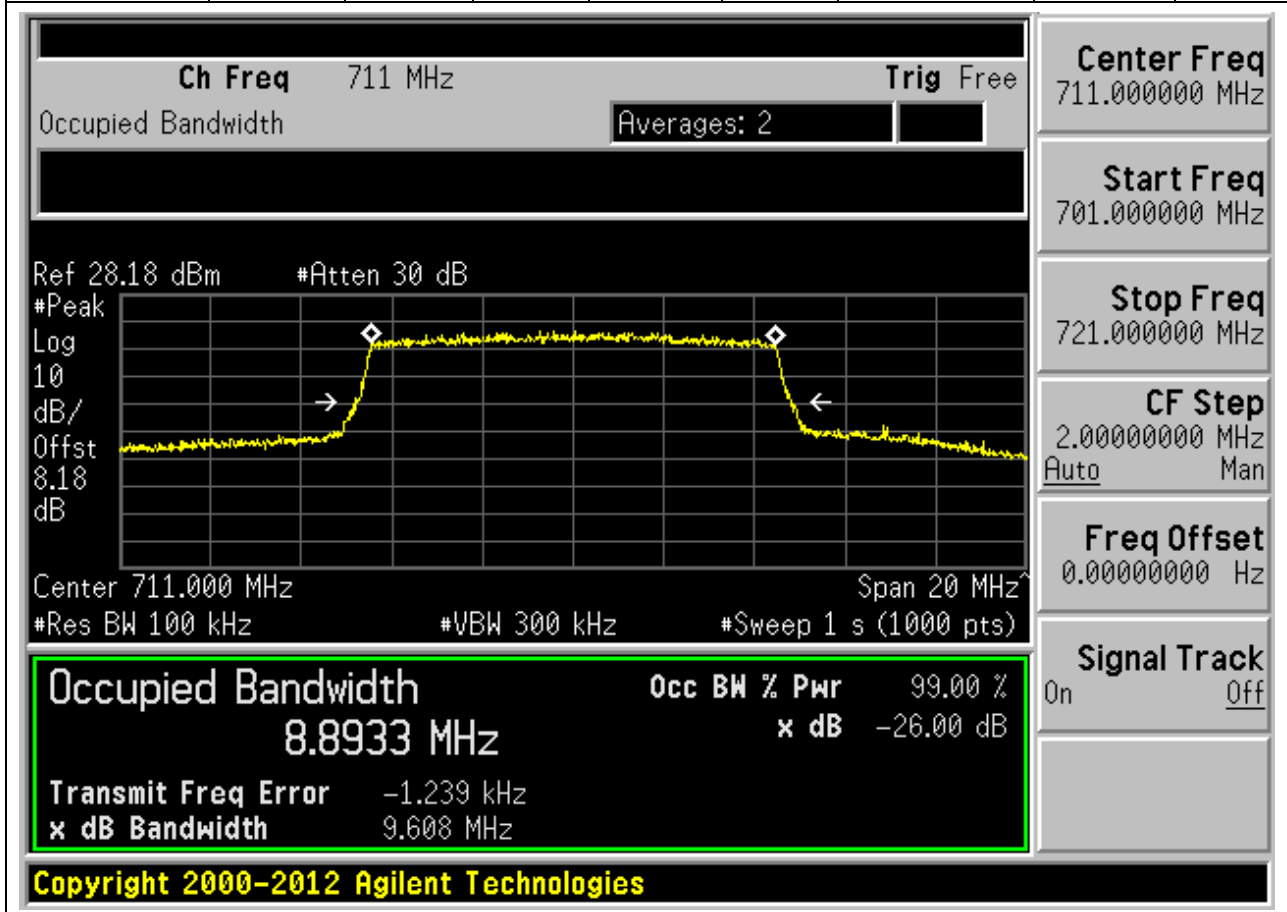 Ch Freq 711 MHz Trig Free
Occupied Bandwidth Averages: 2
Ref 28.18 dBm #Atten 30 dB
#Peak
Log
10
dB/
Offst
8.18
dB
Center 711.000 MHz Span 20 MHz^
#Res BW 100 kHz #VBW 300 kHz #Sweep 1 s (1000 pts)
Occupied Bandwidth Occ BW % Pwr 99.00 %
8.8933 MHz x dB -26.00 dB
Transmit Freq Error -1.239 kHz
x dB Bandwidth 9.608 MHz
Copyright 2000-2012 Agilent Technologies
Center Freq
711.000000 MHz
Start Freq
701.000000 MHz
Stop Freq
721.000000 MHz
CF Step
2.00000000 MHz
Auto Man
Freq Offset
0.00000000 Hz
Signal Track
On Off